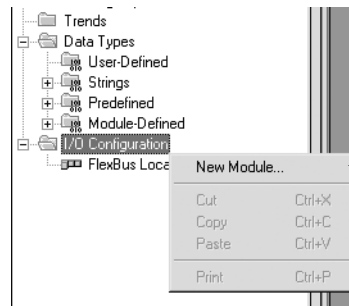 Trends
Data Types
User-Defined
Strings
Predefined
Module-Defined
I/O Configuration
FlexBus Loca
New Module...
Cut Ctrl+X
Copy Ctrl+C
Paste Ctrl+V
Print Ctrl+P